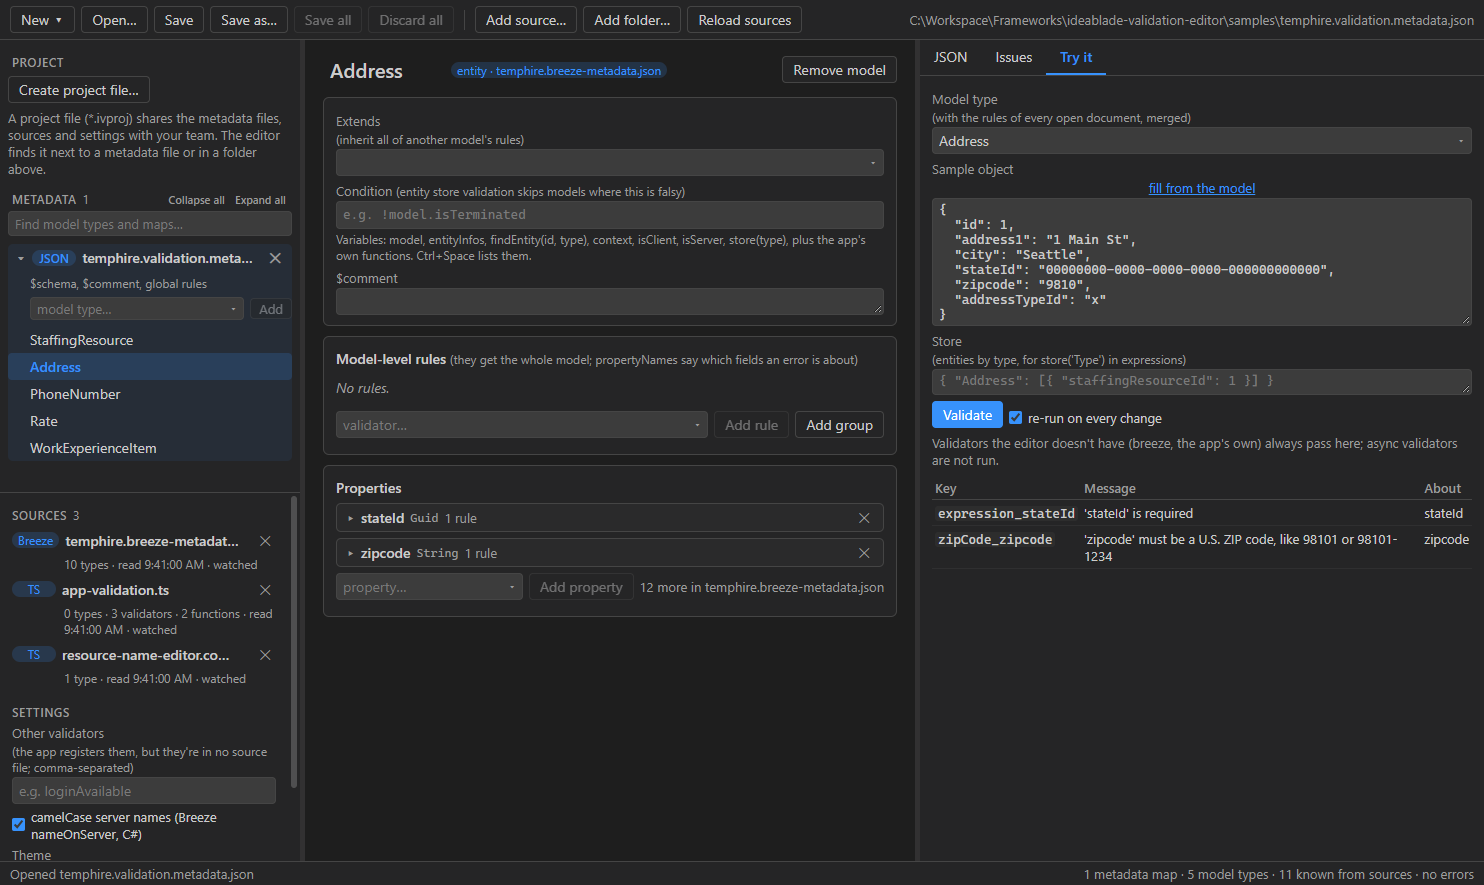 New ▾ Open... Save Save as... Save all Discard all Add source... Add folder... Reload sources C:\Workspace\Frameworks\ideablade-validation-editor\samples\temphire.validation.metadata.json
PROJECT
Create project file...
A project file (*.ivproj) shares the metadata files,
sources and settings with your team. The editor
finds it next to a metadata file or in a folder
above.
METADATA 1 Collapse all Expand all
Find model types and maps...
JSON temphire.validation.meta...
$schema, $comment, global rules
model type... Add
StaffingResource
Address
PhoneNumber
Rate
WorkExperienceItem
SOURCES 3
Breeze temphire.breeze-metadat...
10 types · read 9:41:00 AM · watched
TS app-validation.ts
0 types · 3 validators · 2 functions · read
9:41:00 AM · watched
TS resource-name-editor.co...
1 type · read 9:41:00 AM · watched
SETTINGS
Other validators
(the app registers them, but they're in no source
file; comma-separated)
e.g. loginAvailable
camelCase server names (Breeze
nameOnServer, C#)
Theme
Address entity · temphire.breeze-metadata.json Remove model
Extends
(inherit all of another model's rules)
Condition (entity store validation skips models where this is falsy)
e.g. !model.isTerminated
Variables: model, entityInfos, findEntity(id, type), context, isClient, isServer, store(type), plus the app's
own functions. Ctrl+Space lists them.
$comment
Model-level rules (they get the whole model; propertyNames say which fields an error is about)
No rules.
validator... Add rule Add group
Properties
stateId Guid 1 rule
zipcode String 1 rule
property... Add property 12 more in temphire.breeze-metadata.json
JSON Issues Try it
Model type
(with the rules of every open document, merged)
Address
Sample object
fill from the model
{
"id": 1,
"address1": "1 Main St",
"city": "Seattle",
"stateId": "00000000-0000-0000-0000-000000000000",
"zipcode": "9810",
"addressTypeId": "x"
}
Store
(entities by type, for store('Type') in expressions)
{ "Address": [{ "staffingResourceId": 1 }] }
Validate re-run on every change
Validators the editor doesn't have (breeze, the app's own) always pass here; async validators
are not run.
Key Message About
expression_stateId 'stateId' is required stateId
zipCode_zipcode 'zipcode' must be a U.S. ZIP code, like 98101 or 98101-
1234 zipcode
Opened temphire.validation.metadata.json 1 metadata map · 5 model types · 11 known from sources · no errors